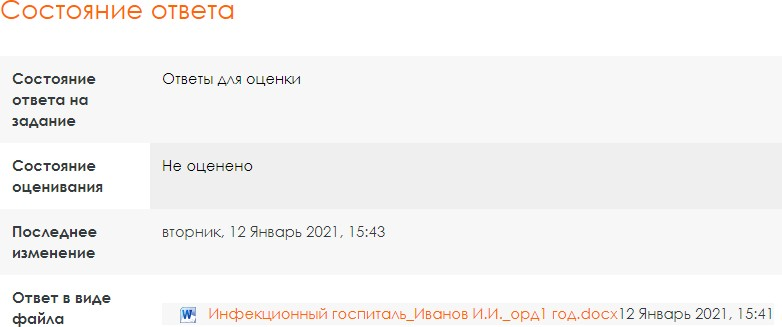 Состояние ответа
Состояние ответа на задание
Ответы для оценки
Состояние оценивания
Не оценено
Последнее изменение
вторник, 12 Январь 2021, 15:43
Ответ в виде файла
Инфекционный госпиталь_Иванов И.И._орд1 год.docx12 Январь 2021, 15:41